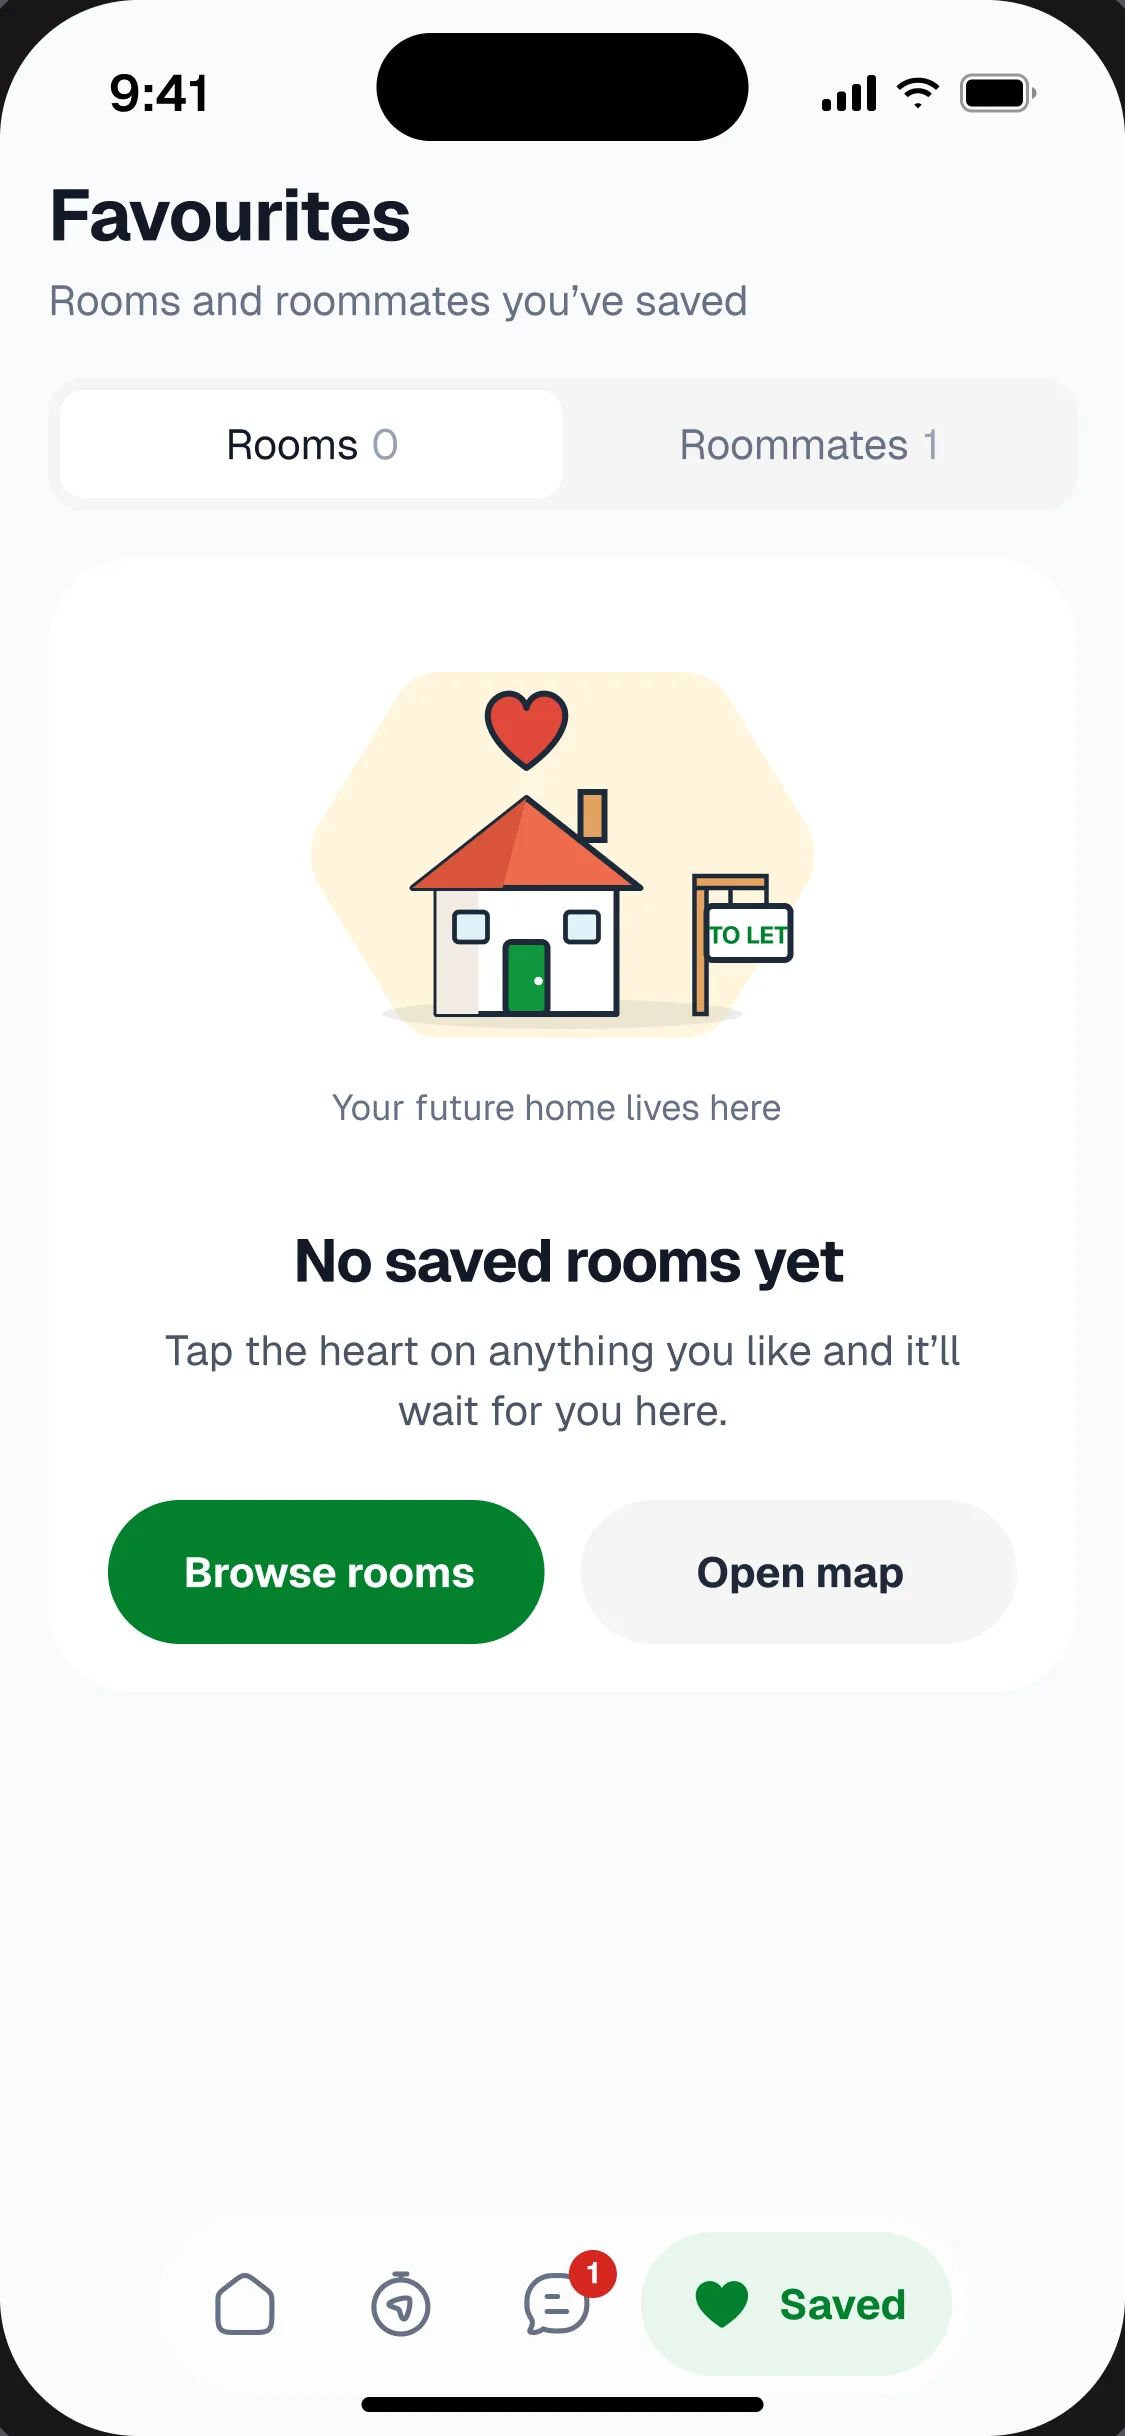 9:41
Favourites
Rooms and roommates you’ve saved
Rooms 0
Roommates 1
TO LET
Your future home lives here
No saved rooms yet
Tap the heart on anything you like and it’ll
wait for you here.
Browse rooms
Open map
1
Saved